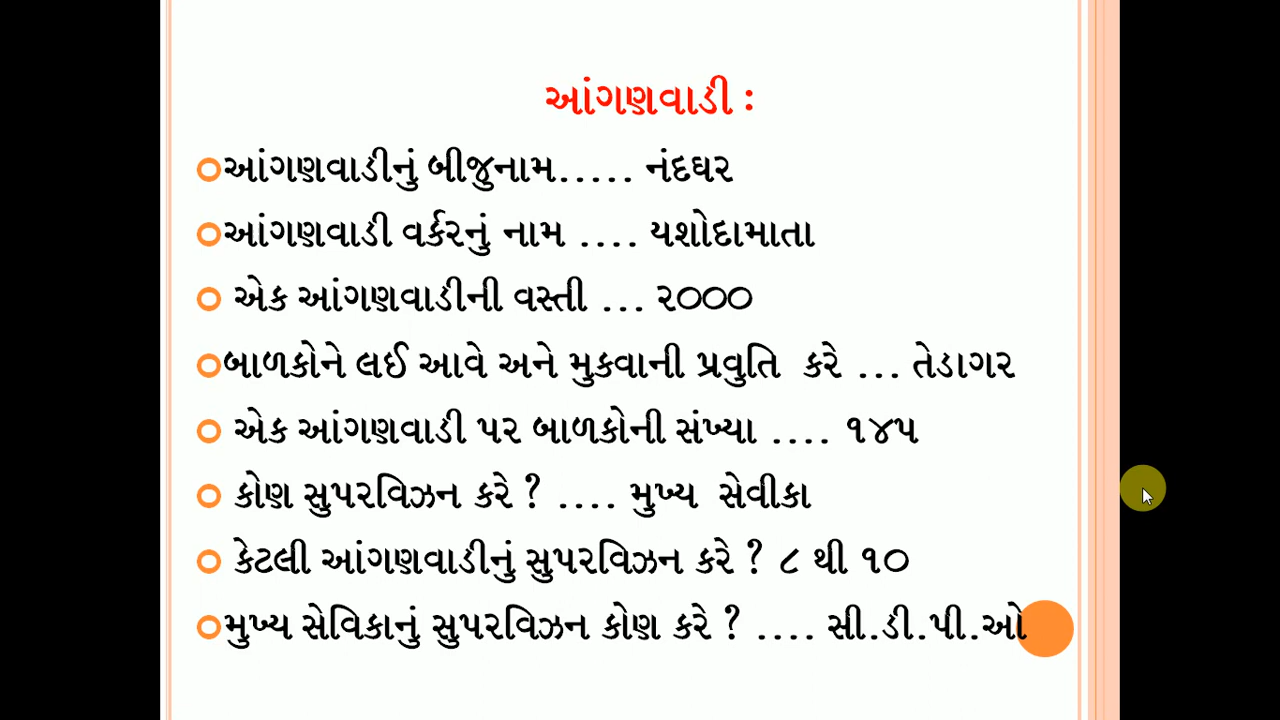 આંગણવાડી :
આંગણવાડીનું બીજુનામ..... નંદઘર
આંગણવાડી વર્કરનું નામ .... યશોદામાતા
એક આંગણવાડીની વસ્તી ... ૨૦૦૦
બાળકોને લઈ આવે અને મુકવાની પ્રવુતિ કરે ... તેડાગર
એક આંગણવાડી પર બાળકોની સંખ્યા .... ૧૪૫
કોણ સુપરવિઝન કરે ? .... મુખ્ય સેવીકા
કેટલી આંગણવાડીનું સુપરવિઝન કરે ? ૮ થી ૧૦
મુખ્ય સેવિકાનું સુપરવિઝન કોણ કરે ? .... સી.ડી.પી.ઓ